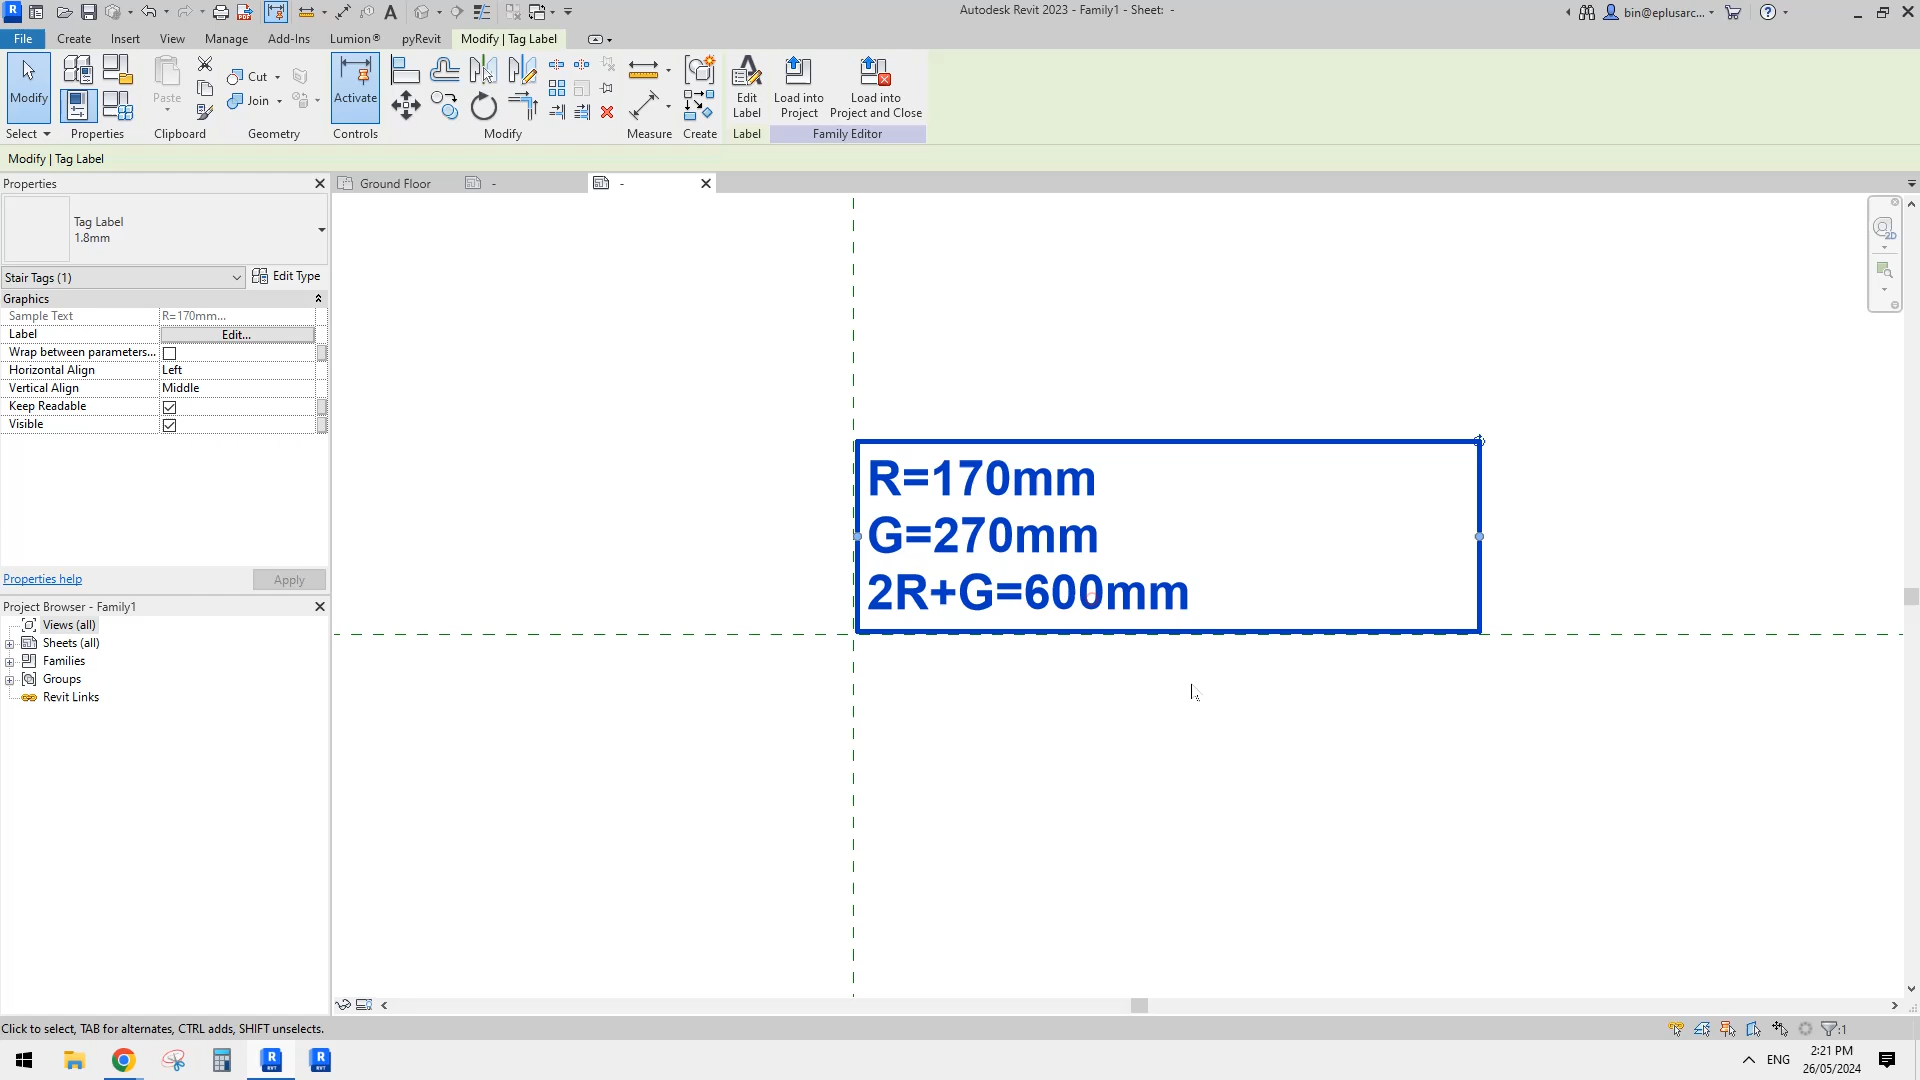 Autodesk Revit 2023 - Family1 - Sheet:  -
bin@eplusarc...
File
Create
Insert
View
Manage
Add-Ins
Lumion®
pyRevit
Modify | Tag Label
Modify
Paste
Cut
Join
Activate
Edit
Label
Load into
Project
Load into
Project and Close
Select
Properties
Clipboard
Geometry
Controls
Modify
Measure
Create
Label
Family Editor
Modify | Tag Label
Properties
Tag Label
1.8mm
Stair Tags (1)
Edit Type
Graphics
Sample Text
R=170mm...
Label
Edit...
Wrap between parameters...
Horizontal Align
Left
Vertical Align
Middle
Keep Readable
Visible
Properties help
Apply
Project Browser - Family1
Views (all)
Sheets (all)
Families
Groups
Revit Links
Ground Floor
-
-
R=170mm
G=270mm
2R+G=600mm
2D
Click to select, TAB for alternates, CTRL adds, SHIFT unselects.
:1
ENG
2:21 PM
26/05/2024